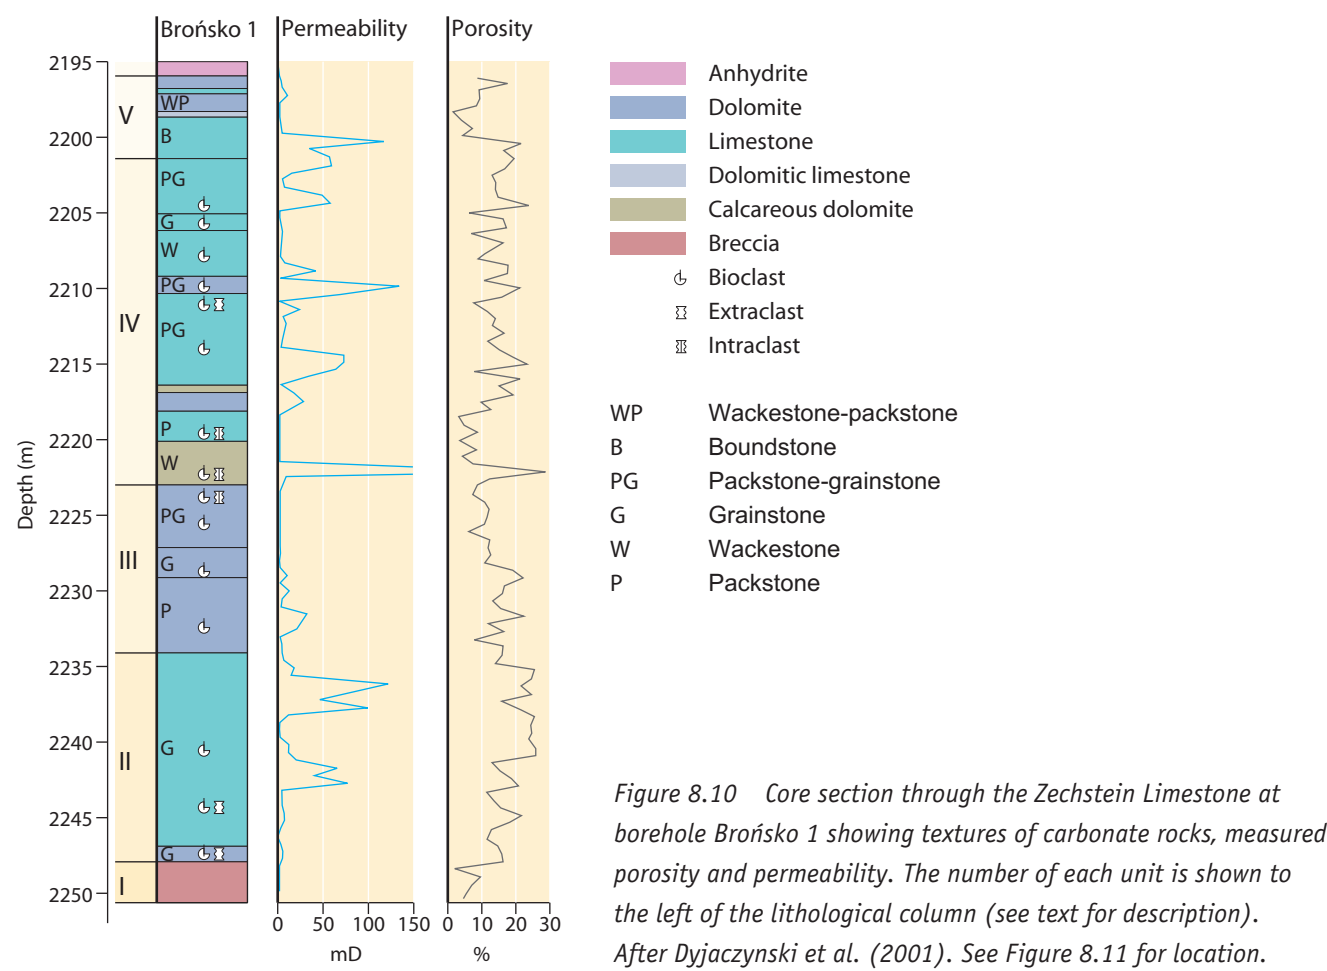 Brońsko 1
Permeability
Porosity
Depth (m)
2195
2200
2205
2210
2215
2220
2225
2230
2235
2240
2245
2250
V
IV
III
II
I
WP
B
PG
G
W
PG
PG
P
W
PG
G
P
G
G
0 50 100 150
mD
0 10 20 30
%
Anhydrite
Dolomite
Limestone
Dolomitic limestone
Calcareous dolomite
Breccia
Bioclast
Extraclast
Intraclast
WP Wackestone-packstone
B Boundstone
PG Packstone-grainstone
G Grainstone
W Wackestone
P Packstone
Figure 8.10 Core section through the Zechstein Limestone at
borehole Brońsko 1 showing textures of carbonate rocks, measured
porosity and permeability. The number of each unit is shown to
the left of the lithological column (see text for description).
After Dyjaczynski et al. (2001). See Figure 8.11 for location.